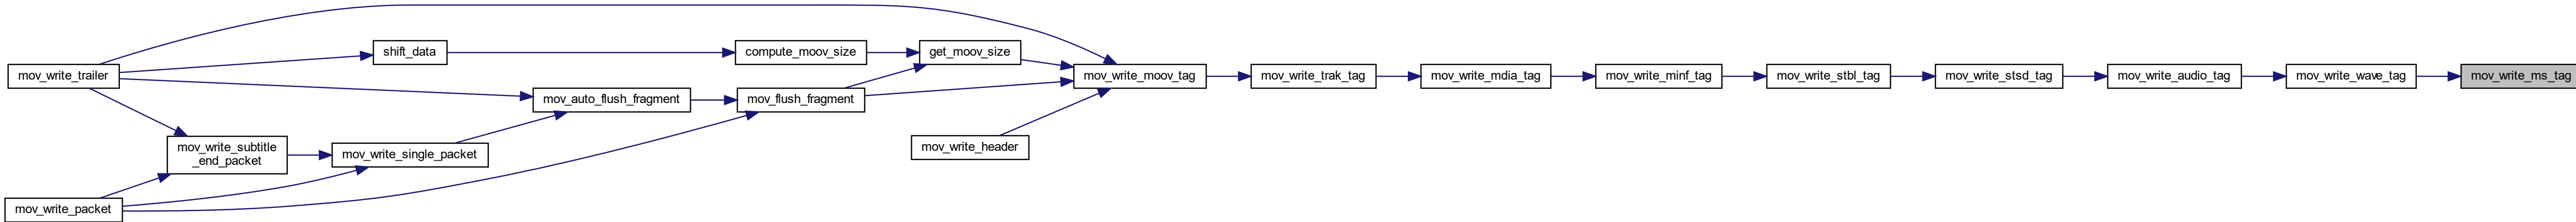 mov_write_trailer
shift_data
compute_moov_size
get_moov_size
mov_write_moov_tag
mov_write_trak_tag
mov_write_mdia_tag
mov_write_minf_tag
mov_write_stbl_tag
mov_write_stsd_tag
mov_write_audio_tag
mov_write_wave_tag
mov_write_ms_tag
mov_auto_flush_fragment
mov_flush_fragment
mov_write_subtitle
_end_packet
mov_write_single_packet
mov_write_header
mov_write_packet